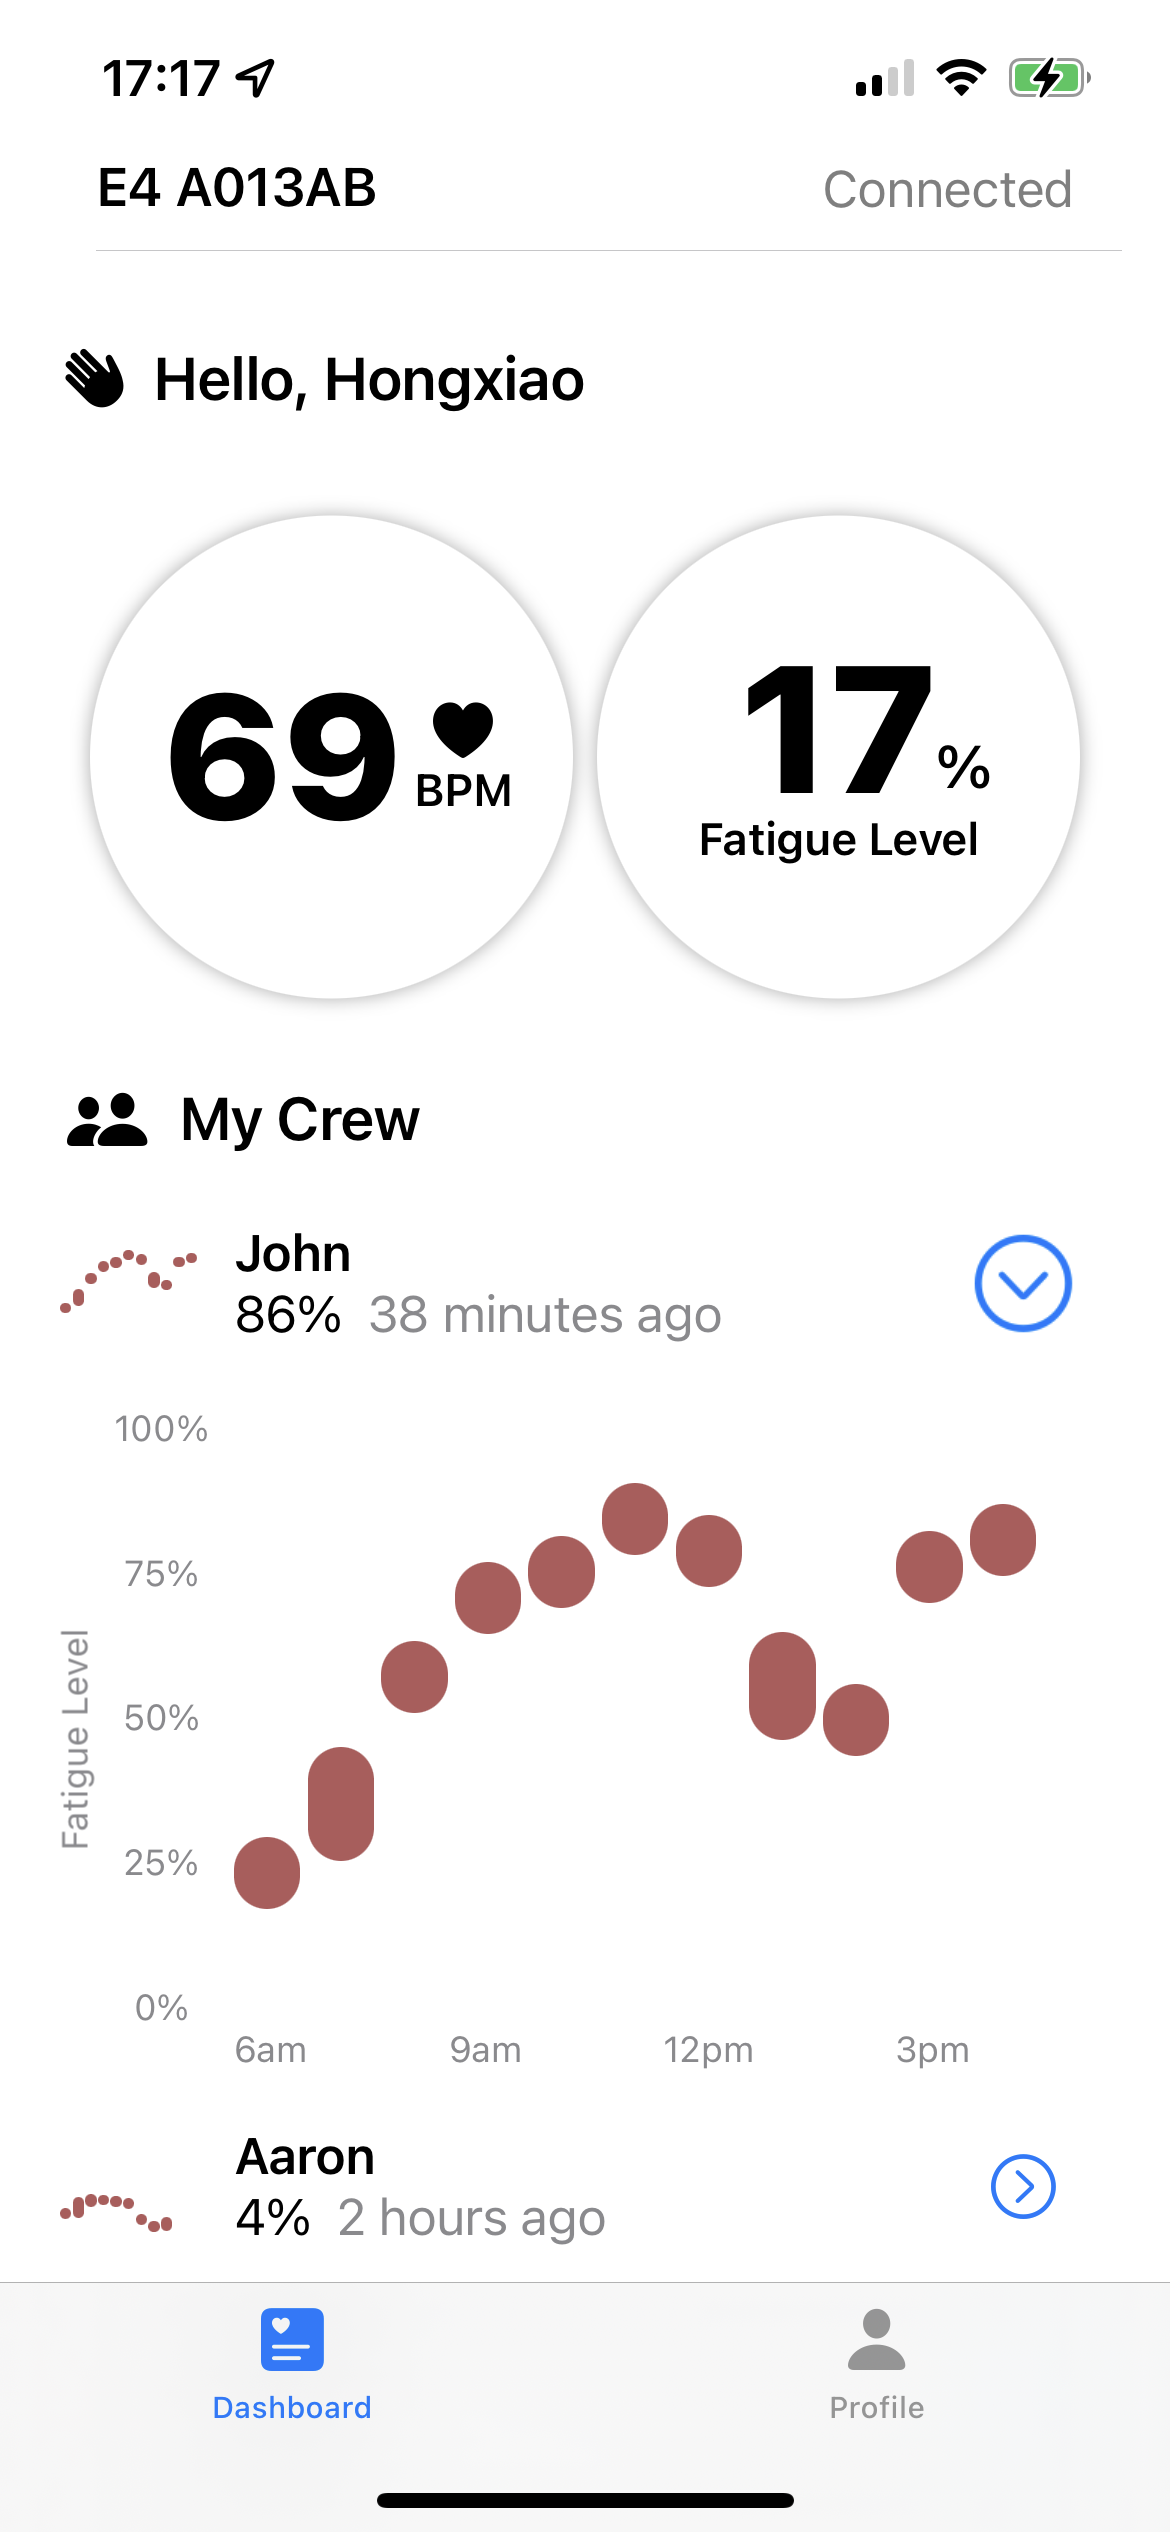 17:17
E4 A013AB
Connected
Hello, Hongxiao
69 BPM
17%
Fatigue Level
My Crew
John
86% 38 minutes ago
100%
75%
50%
25%
0%
Fatigue Level
6am 9am 12pm 3pm
Aaron
4% 2 hours ago
Dashboard
Profile